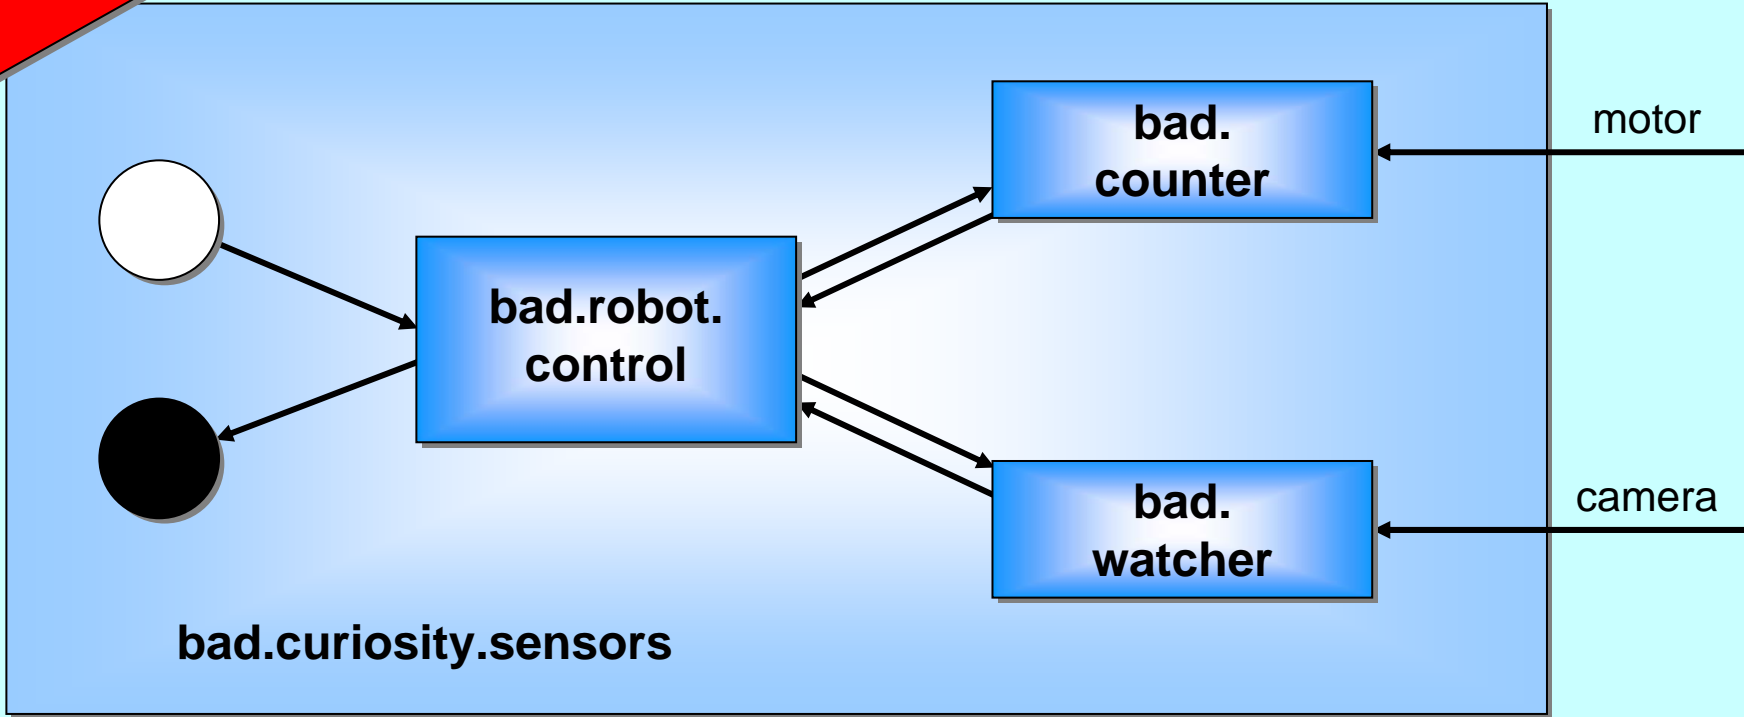 bad.
counter
motor
bad.robot.
control
bad.
watcher
camera
bad.curiosity.sensors